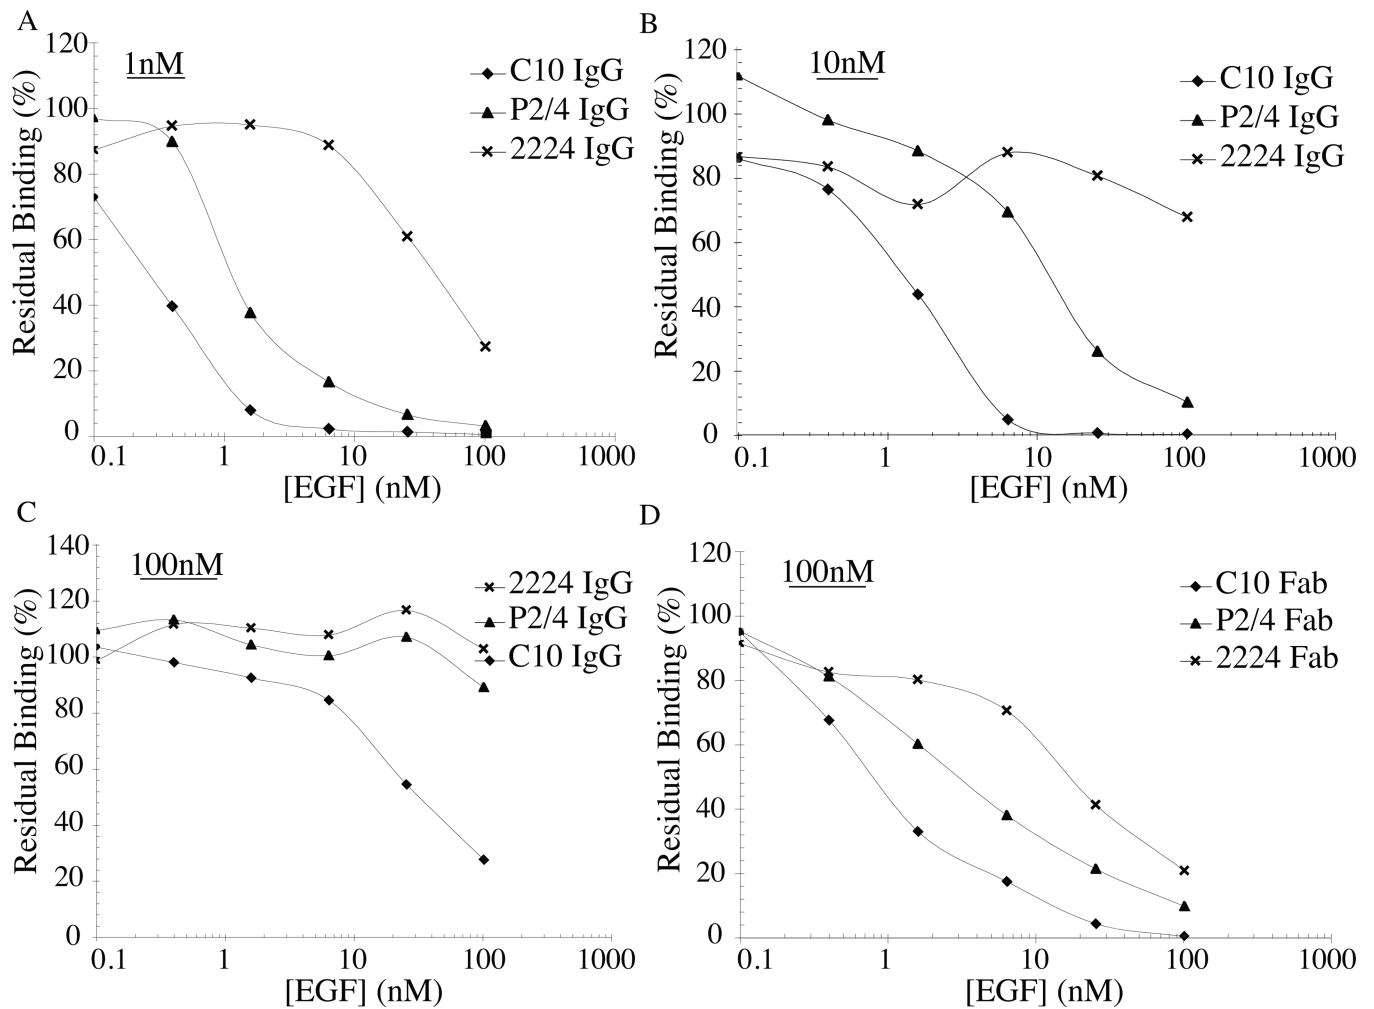 A
1nM
C10 IgG
P2/4 IgG
2224 IgG
Residual Binding (%)
120
100
80
60
40
20
0
0.1 1 10 100 1000
[EGF] (nM)
B
10nM
C10 IgG
P2/4 IgG
2224 IgG
Residual Binding (%)
120
100
80
60
40
20
0
0.1 1 10 100 1000
[EGF] (nM)
C
100nM
2224 IgG
P2/4 IgG
C10 IgG
Residual Binding (%)
140
120
100
80
60
40
20
0
0.1 1 10 100 1000
[EGF] (nM)
D
100nM
C10 Fab
P2/4 Fab
2224 Fab
Residual Binding (%)
120
100
80
60
40
20
0
0.1 1 10 100 1000
[EGF] (nM)